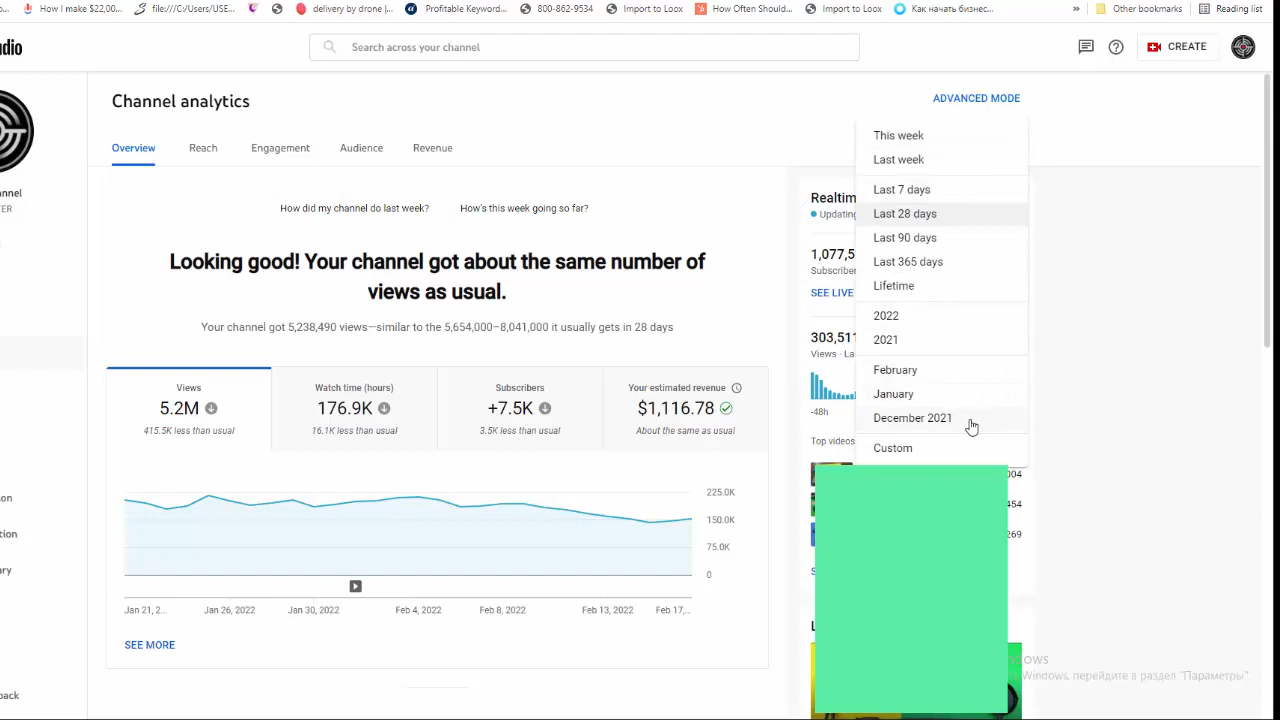 How I make $22,00...
file:///C:/Users/USE...
delivery by drone |...
Profitable Keyword...
800-862-9534
Import to Loox
How Often Should...
Import to Loox
Как начать бизнес...
»
Other bookmarks
Reading list
dio
Search across your channel
CREATE
Channel analytics
ADVANCED MODE
Overview
Reach
Engagement
Audience
Revenue
This week
Last week
Last 7 days
Last 28 days
Last 90 days
Last 365 days
Lifetime
2022
2021
February
January
December 2021
Custom
nnel
TER
How did my channel do last week?
How's this week going so far?
Looking good! Your channel got about the same number of
views as usual.
Your channel got 5,238,490 views—similar to the 5,654,000–8,041,000 it usually gets in 28 days
Realtim
Updating
1,077,5
Subscribe
SEE LIVE
303,511
Views · La
-48h
Top videos
004
454
269
Views
5.2M
415.5K less than usual
Watch time (hours)
176.9K
16.1K less than usual
Subscribers
+7.5K
3.5K less than usual
Your estimated revenue
$1,116.78
About the same as usual
225.0K
150.0K
75.0K
0
Jan 21, 2...
Jan 26, 2022
Jan 30, 2022
Feb 4, 2022
Feb 8, 2022
Feb 13, 2022
Feb 17,...
SEE MORE
on
tion
ry
back
Windows, перейдите в раздел "Параметры".